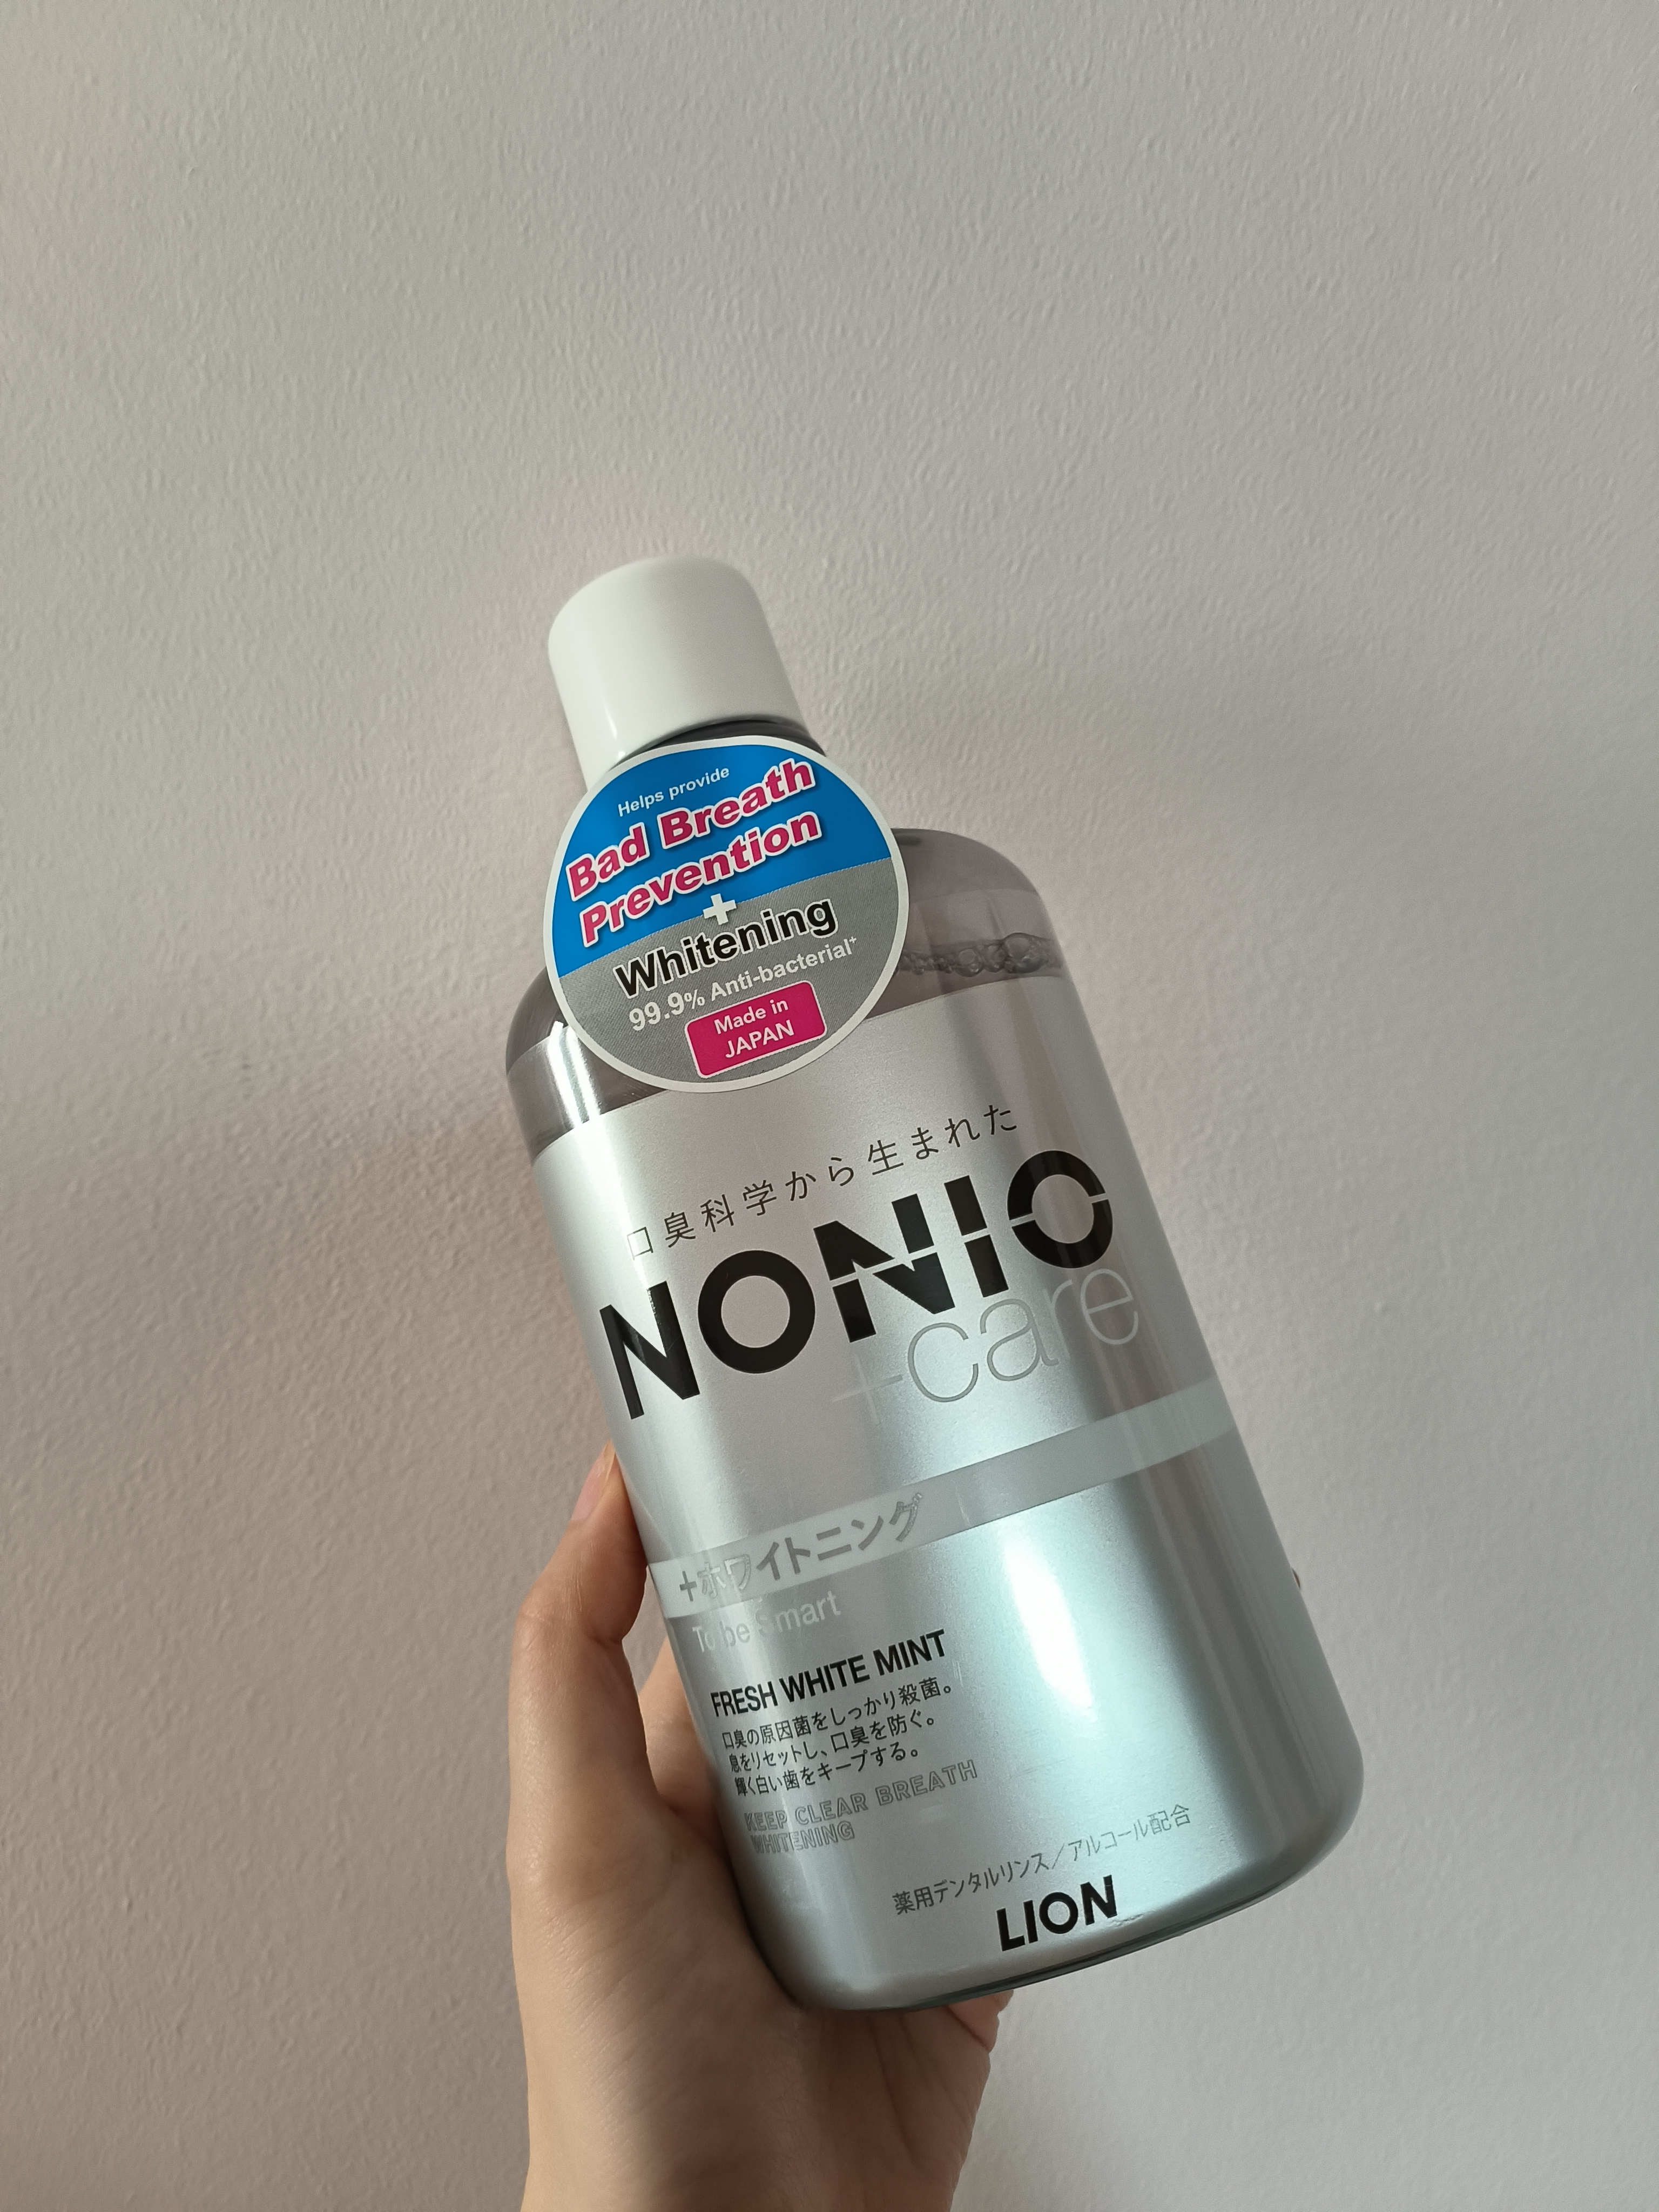 Helps provide
Bad Breath
Prevention
+
Whitening
99.9% Anti-bacterial+
Made in
JAPAN
口臭科学から生まれた
NONIO
+care
+ホワイトニング
To be Smart
FRESH WHITE MINT
口臭の原因菌をしっかり殺菌。
息をリセットし、口臭を防ぐ。
輝く白い歯をキープする。
KEEP CLEAR BREATH
WHITENING
薬用デンタルリンス/アルコール配合
LION